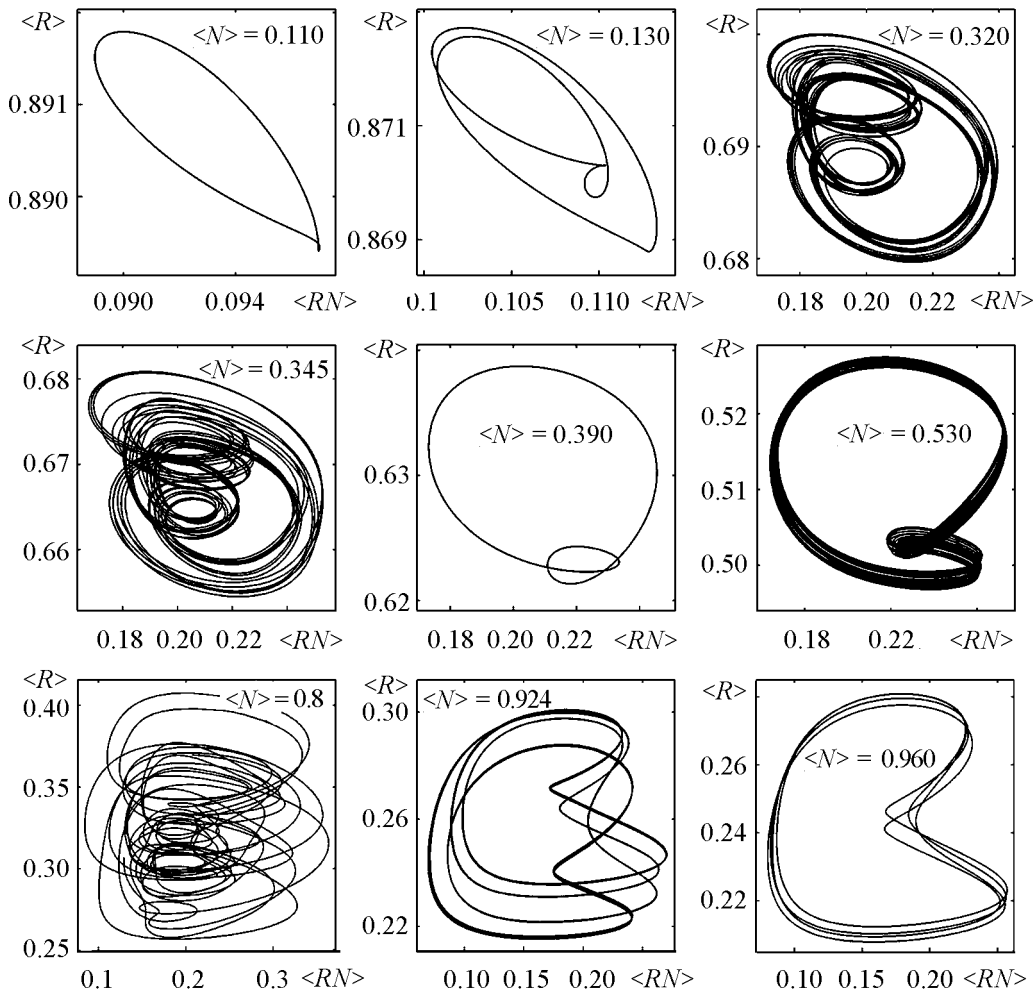 <R>
<N> = 0.110
0.891
0.890
0.090 0.094 <RN>
<R>
<N> = 0.130
0.871
0.869
0.1 0.105 0.110 <RN>
<R>
<N> = 0.320
0.69
0.68
0.18 0.20 0.22 <RN>
<R>
<N> = 0.345
0.68
0.67
0.66
0.18 0.20 0.22 <RN>
<R>
<N> = 0.390
0.63
0.62
0.18 0.20 0.22 <RN>
<R>
0.52
<N> = 0.530
0.51
0.50
0.18 0.22 <RN>
<R>
<N> = 0.8
0.40
0.35
0.30
0.25
0.1 0.2 0.3 <RN>
<R>
<N> = 0.924
0.30
0.26
0.22
0.10 0.15 0.20 <RN>
<R>
<N> = 0.960
0.26
0.24
0.22
0.10 0.15 0.20 <RN>